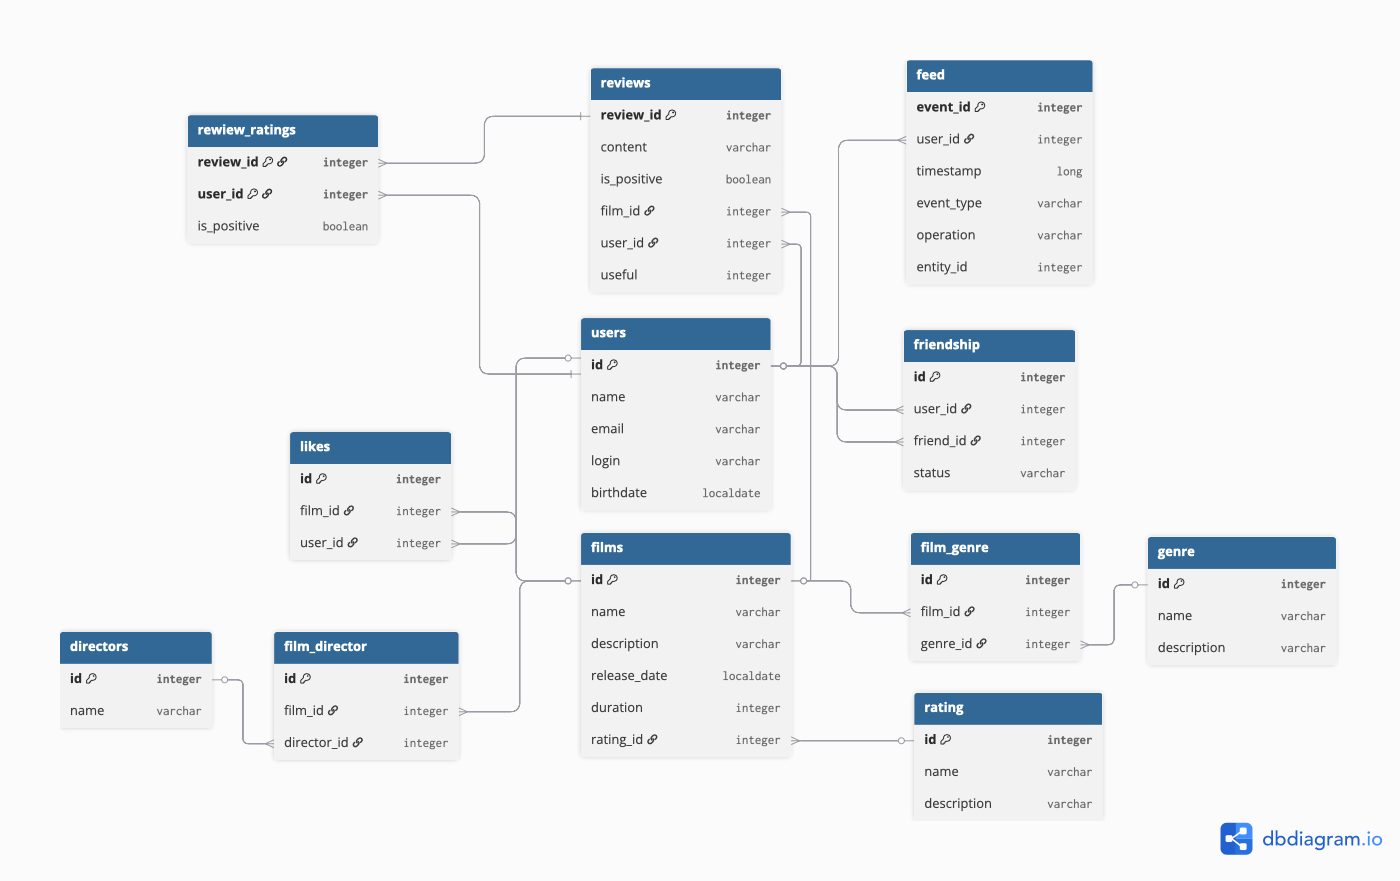 rewiew_ratings
review_id integer
user_id integer
is_positive boolean
reviews
review_id integer
content varchar
is_positive boolean
film_id integer
user_id integer
useful integer
feed
event_id integer
user_id integer
timestamp long
event_type varchar
operation varchar
entity_id integer
users
id integer
name varchar
email varchar
login varchar
birthdate localdate
friendship
id integer
user_id integer
friend_id integer
status varchar
likes
id integer
film_id integer
user_id integer
films
id integer
name varchar
description varchar
release_date localdate
duration integer
rating_id integer
film_genre
id integer
film_id integer
genre_id integer
genre
id integer
name varchar
description varchar
directors
id integer
name varchar
film_director
id integer
film_id integer
director_id integer
rating
id integer
name varchar
description varchar
dbdiagram.io